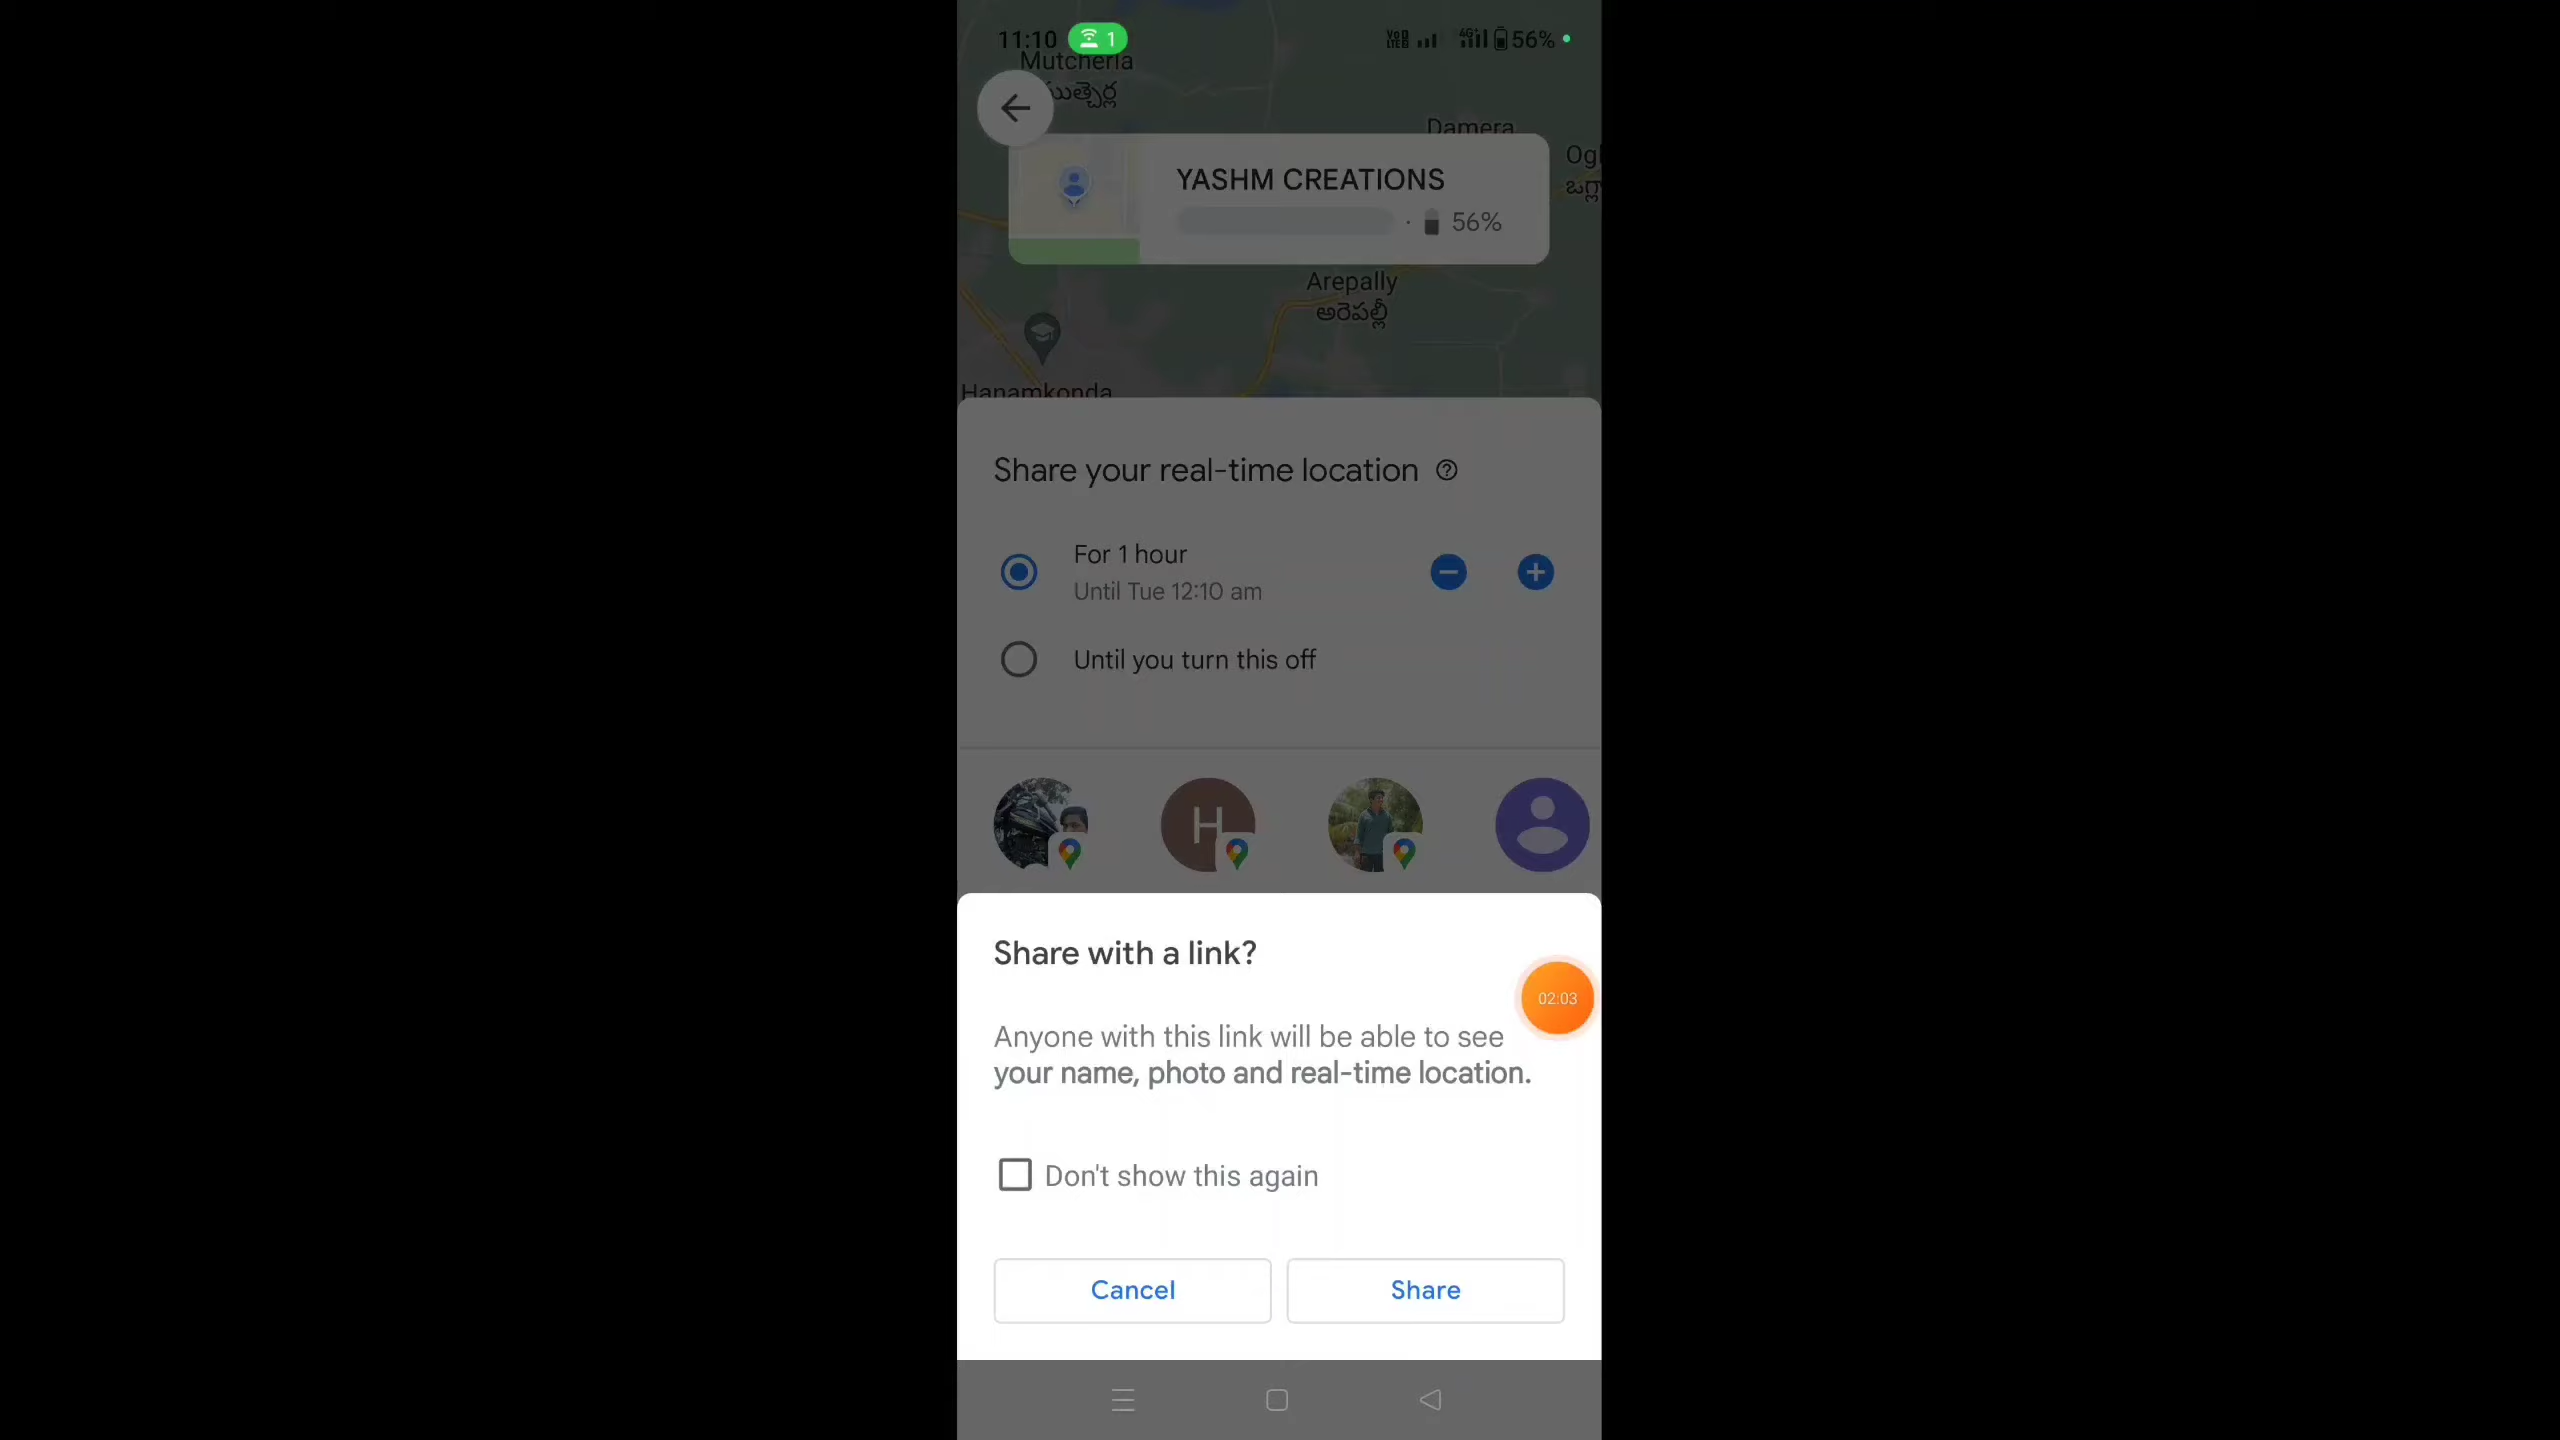 11:10 1 VoD LTE 4G+ 56%
Mutcherla
Damera
YASHM CREATIONS
· 56%
Arepally
అరెపల్లీ
Hanamkonda
Share your real-time location
For 1 hour
Until Tue 12:10 am
Until you turn this off
H
Share with a link?
02:03
Anyone with this link will be able to see
your name, photo and real-time location.
Don't show this again
Cancel Share